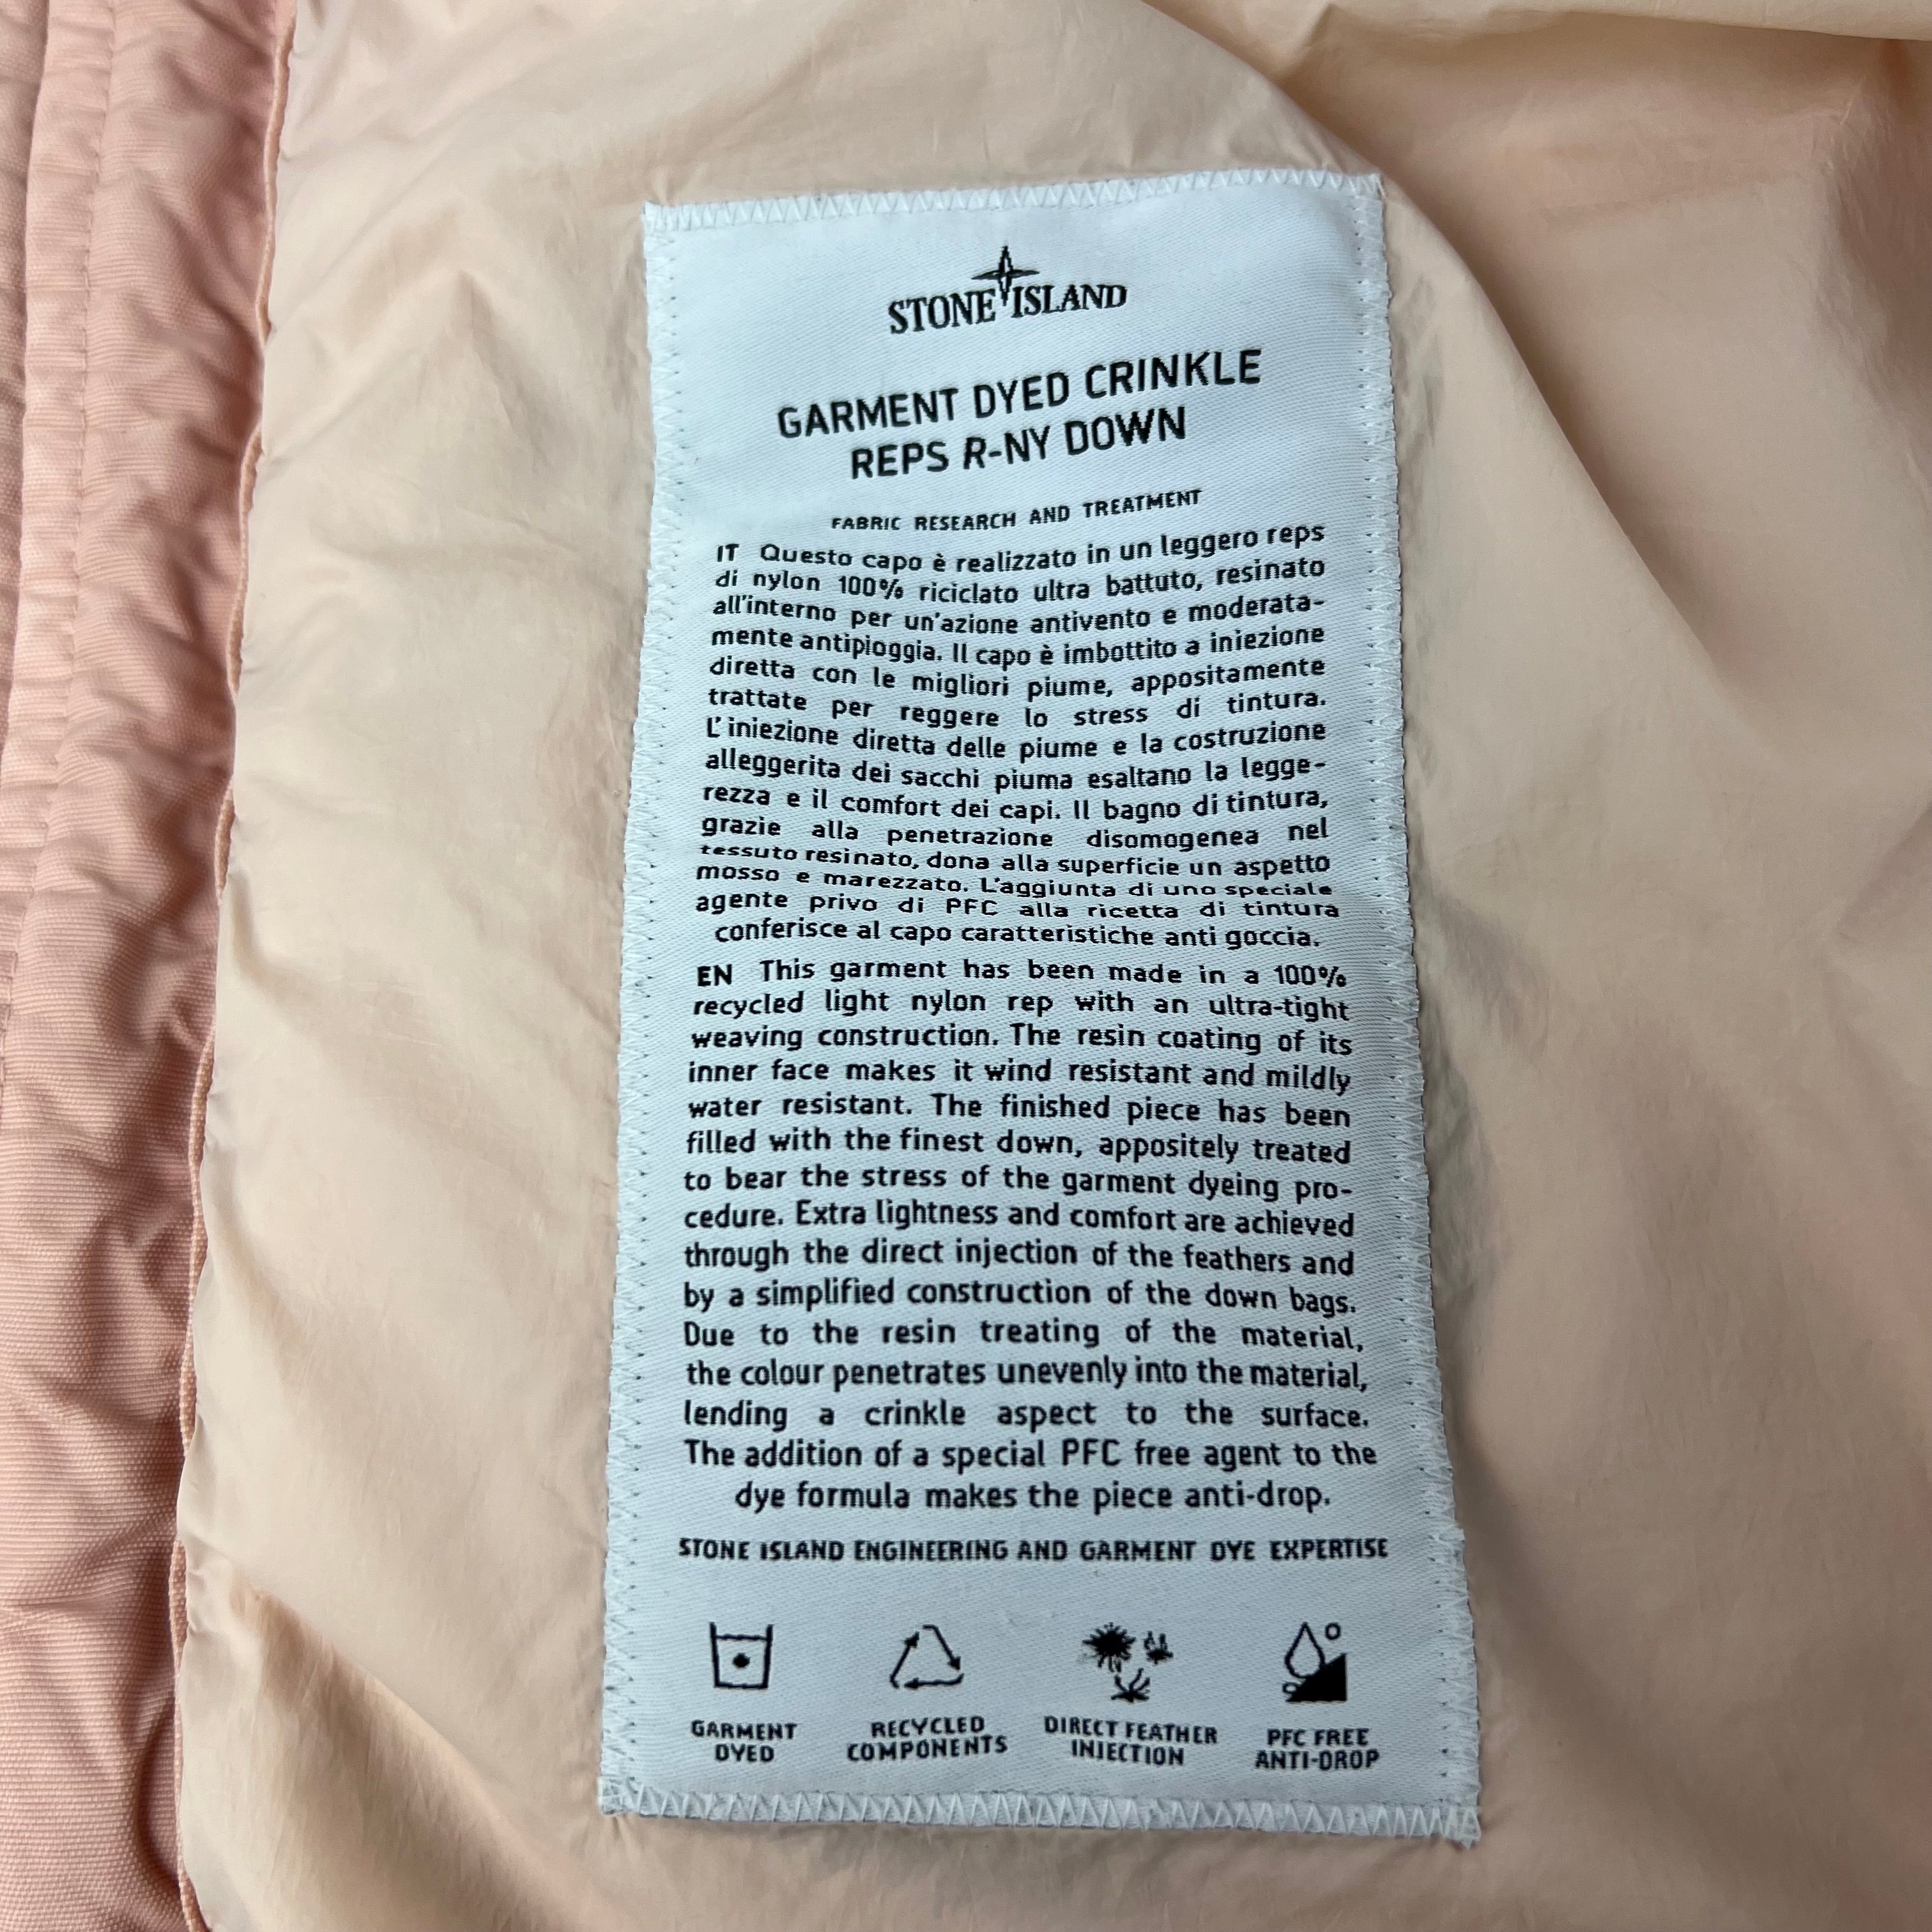 STONE ISLAND
GARMENT DYED CRINKLE
REPS R-NY DOWN
FABRIC RESEARCH AND TREATMENT
IT Questo capo è realizzato in un leggero reps
di nylon 100% riciclato ultra battuto, resinato
all'interno per un'azione antivento e moderata-
mente antipioggia. Il capo è imbottito a iniezione
diretta con le migliori piume, appositamente
trattate per reggere lo stress di tintura.
L'iniezione diretta delle piume e la costruzione
alleggerita dei sacchi piuma esaltano la legge-
rezza e il comfort dei capi. Il bagno di tintura,
grazie alla penetrazione disomogenea nel
tessuto resinato, dona alla superficie un aspetto
mosso e marezzato. L'aggiunta di uno speciale
agente privo di PFC alla ricetta di tintura
conferisce al capo caratteristiche anti goccia.
EN This garment has been made in a 100%
recycled light nylon rep with an ultra-tight
weaving construction. The resin coating of its
inner face makes it wind resistant and mildly
water resistant. The finished piece has been
filled with the finest down, appositely treated
to bear the stress of the garment dyeing pro-
cedure. Extra lightness and comfort are achieved
through the direct injection of the feathers and
by a simplified construction of the down bags.
Due to the resin treating of the material,
the colour penetrates unevenly into the material,
lending a crinkle aspect to the surface.
The addition of a special PFC free agent to the
dye formula makes the piece anti-drop.
STONE ISLAND ENGINEERING AND GARMENT DYE EXPERTISE
GARMENT
DYED
RECYCLED
COMPONENTS
DIRECT FEATHER
INJECTION
PFC FREE
ANTI-DROP